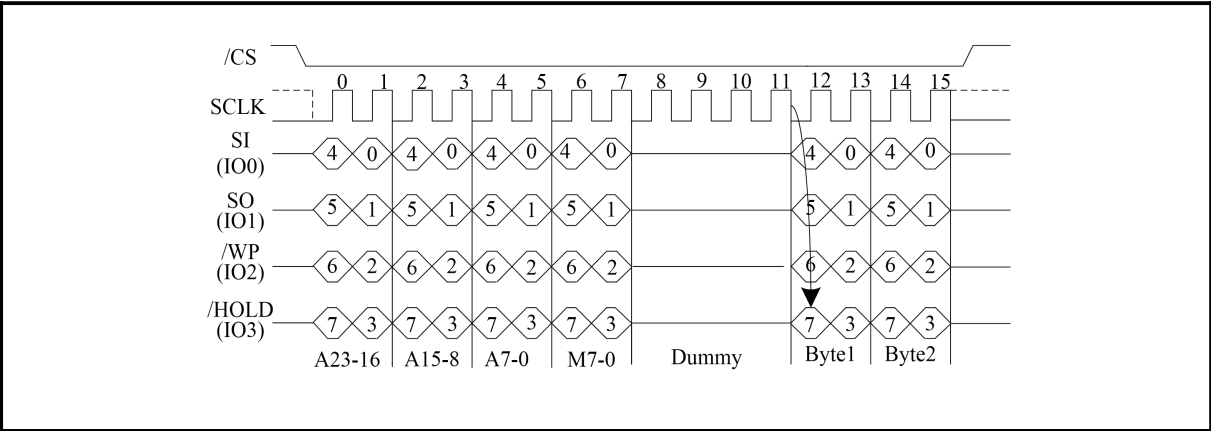 /CS
0 1 2 3 4 5 6 7 8 9 10 11 12 13 14 15
SCLK
SI
(IO0)
4 0 4 0 4 0 4 0 4 0 4 0
SO
(IO1)
5 1 5 1 5 1 5 1 5 1 5 1
/WP
(IO2)
6 2 6 2 6 2 6 2 6 2 6 2
/HOLD
(IO3)
7 3 7 3 7 3 7 3 7 3 7 3
A23-16 A15-8 A7-0 M7-0 Dummy Byte1 Byte2